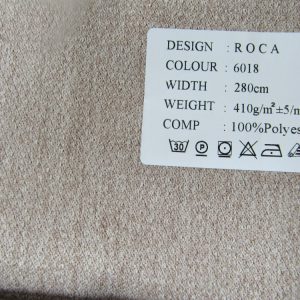 DESIGN : ROCA
COLOUR : 6018
WIDTH : 280cm
WEIGHT : 410g/m²±5/m
COMP : 100%Polyes
30 P